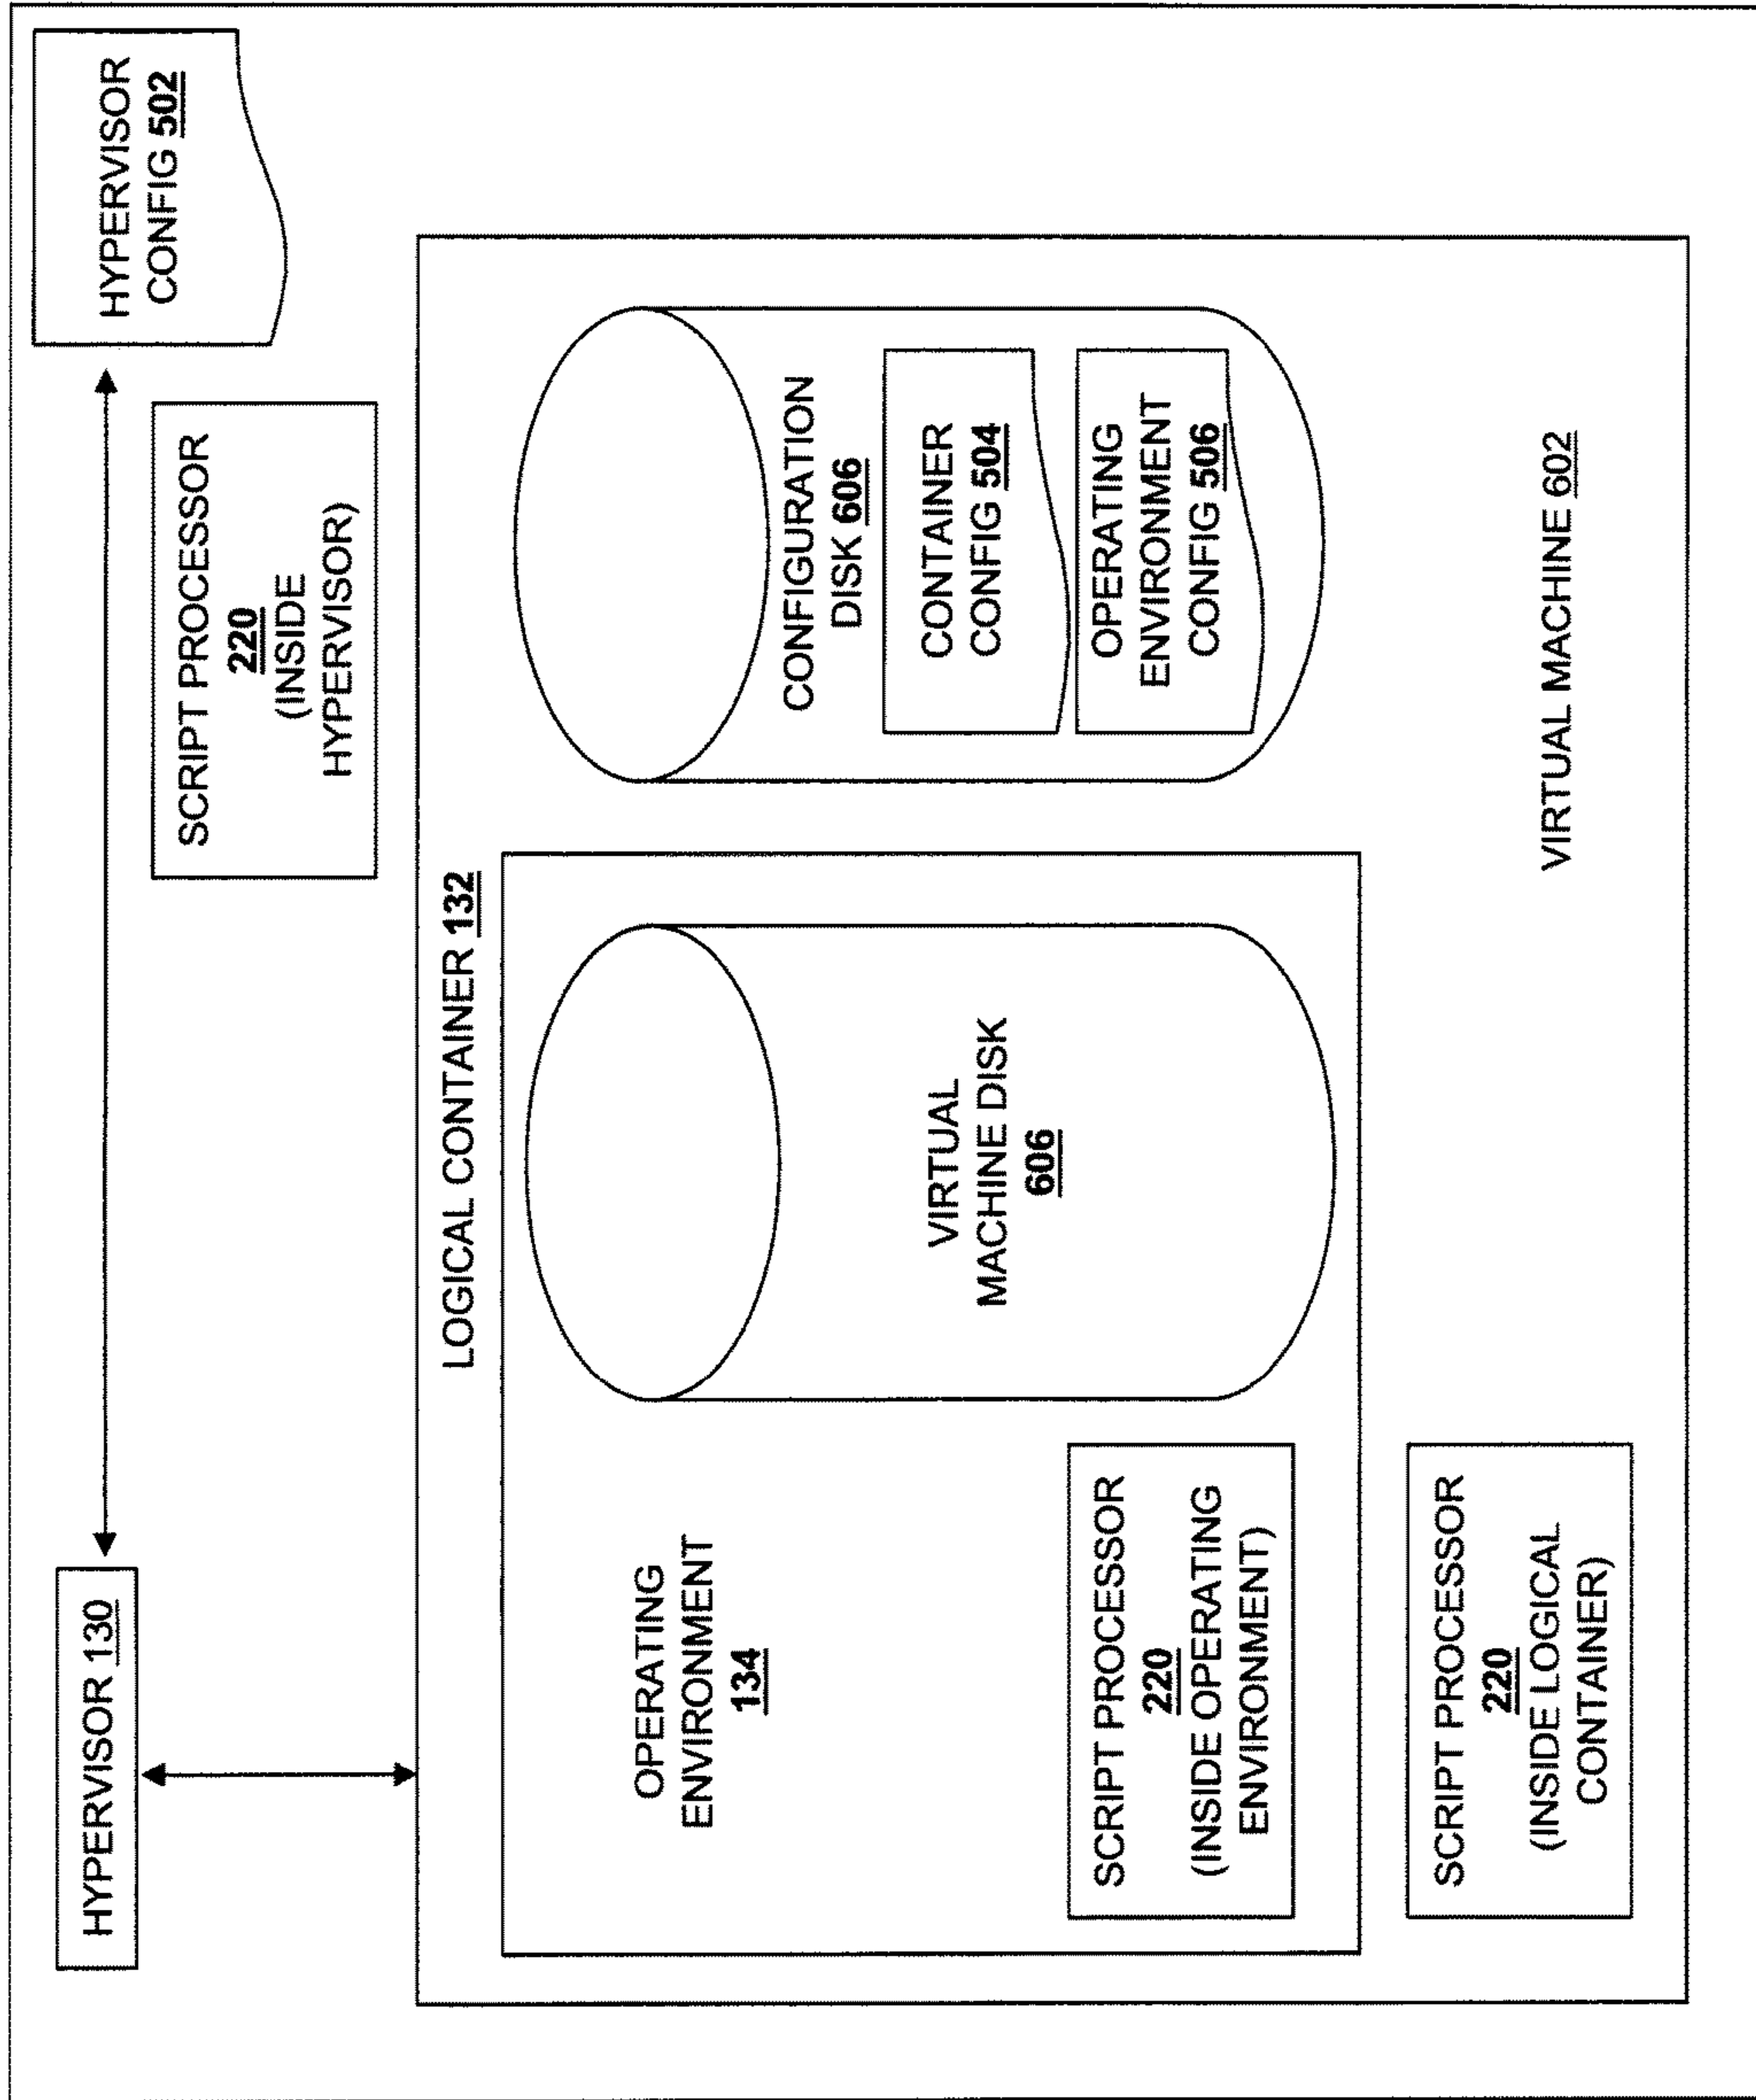 HYPERVISOR 130
HYPERVISOR
CONFIG 502
SCRIPT PROCESSOR
220
(INSIDE
HYPERVISOR)
LOGICAL CONTAINER 132
OPERATING
ENVIRONMENT
134
VIRTUAL
MACHINE DISK
606
CONFIGURATION
DISK 606
CONTAINER
CONFIG 504
OPERATING
ENVIRONMENT
CONFIG 506
SCRIPT PROCESSOR
220
(INSIDE OPERATING
ENVIRONMENT)
SCRIPT PROCESSOR
220
(INSIDE LOGICAL
CONTAINER)
VIRTUAL MACHINE 602